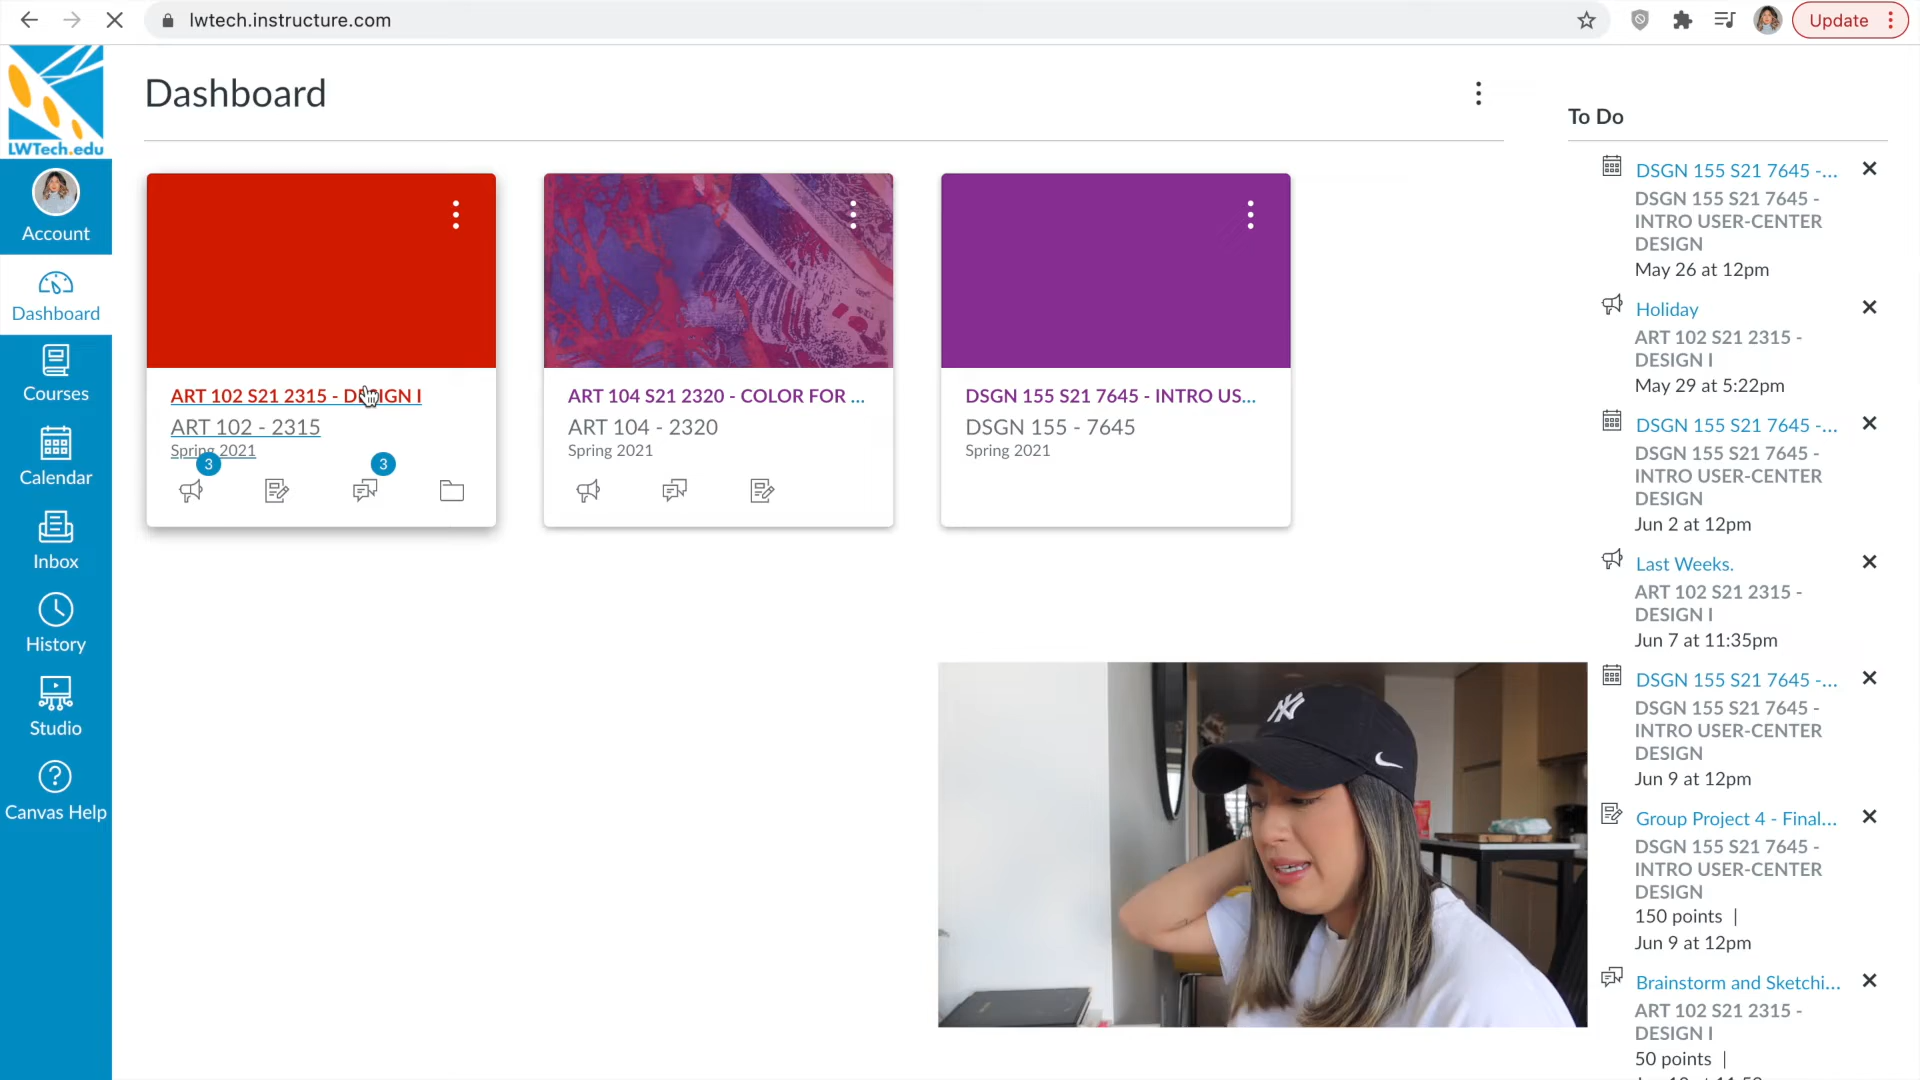 lwtech.instructure.com
Update
LWTech.edu
Account
Dashboard
Courses
Calendar
Inbox
History
Studio
Canvas Help
Dashboard
ART 102 S21 2315 - DESIGN I
ART 102 - 2315
Spring 2021
3
3
ART 104 S21 2320 - COLOR FOR ...
ART 104 - 2320
Spring 2021
DSGN 155 S21 7645 - INTRO US...
DSGN 155 - 7645
Spring 2021
To Do
DSGN 155 S21 7645 -...
DSGN 155 S21 7645 -
INTRO USER-CENTER
DESIGN
May 26 at 12pm
Holiday
ART 102 S21 2315 -
DESIGN I
May 29 at 5:22pm
DSGN 155 S21 7645 -...
DSGN 155 S21 7645 -
INTRO USER-CENTER
DESIGN
Jun 2 at 12pm
Last Weeks.
ART 102 S21 2315 -
DESIGN I
Jun 7 at 11:35pm
DSGN 155 S21 7645 -...
DSGN 155 S21 7645 -
INTRO USER-CENTER
DESIGN
Jun 9 at 12pm
Group Project 4 - Final...
DSGN 155 S21 7645 -
INTRO USER-CENTER
DESIGN
150 points |
Jun 9 at 12pm
Brainstorm and Sketchi...
ART 102 S21 2315 -
DESIGN I
50 points |
NY